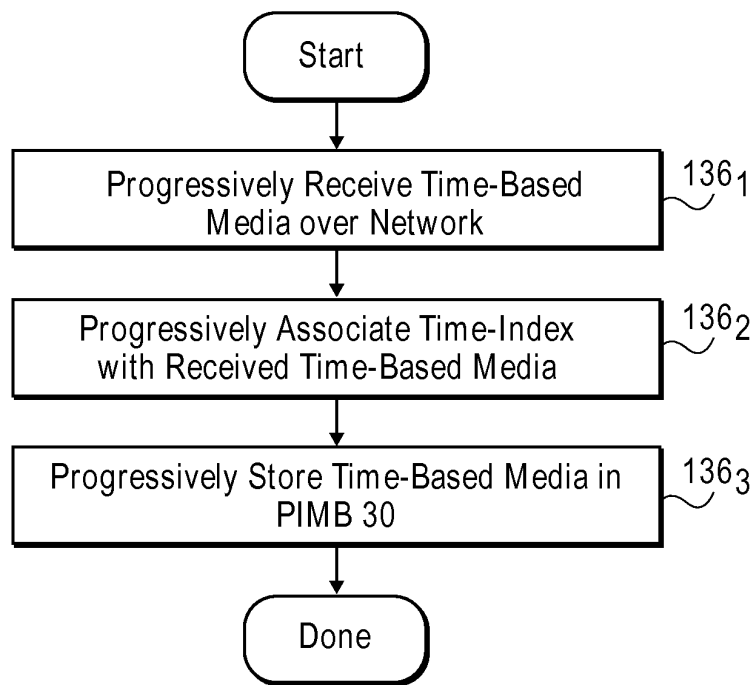 Start
Progressively Receive Time-Based
Media over Network
136₁
Progressively Associate Time-Index
with Received Time-Based Media
136₂
Progressively Store Time-Based Media in
PIMB 30
136₃
Done